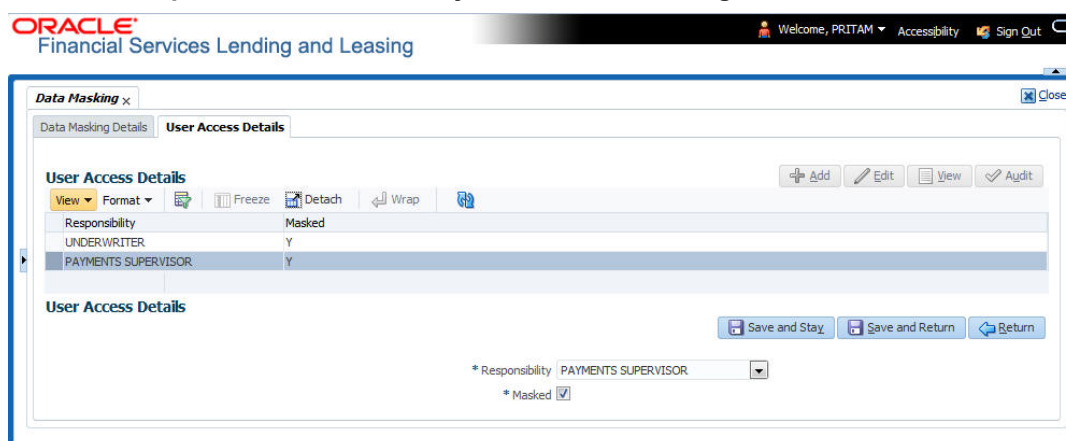 ORACLE
Financial Services Lending and Leasing
Welcome, PRITAM Accessibility Sign Out
Data Masking
Close
Data Masking Details User Access Details
User Access Details
Add Edit View Audit
View Format Freeze Detach Wrap
Responsibility Masked
UNDERWRITER Y
PAYMENTS SUPERVISOR Y
User Access Details
Save and Stay Save and Return Return
* Responsibility PAYMENTS SUPERVISOR
* Masked